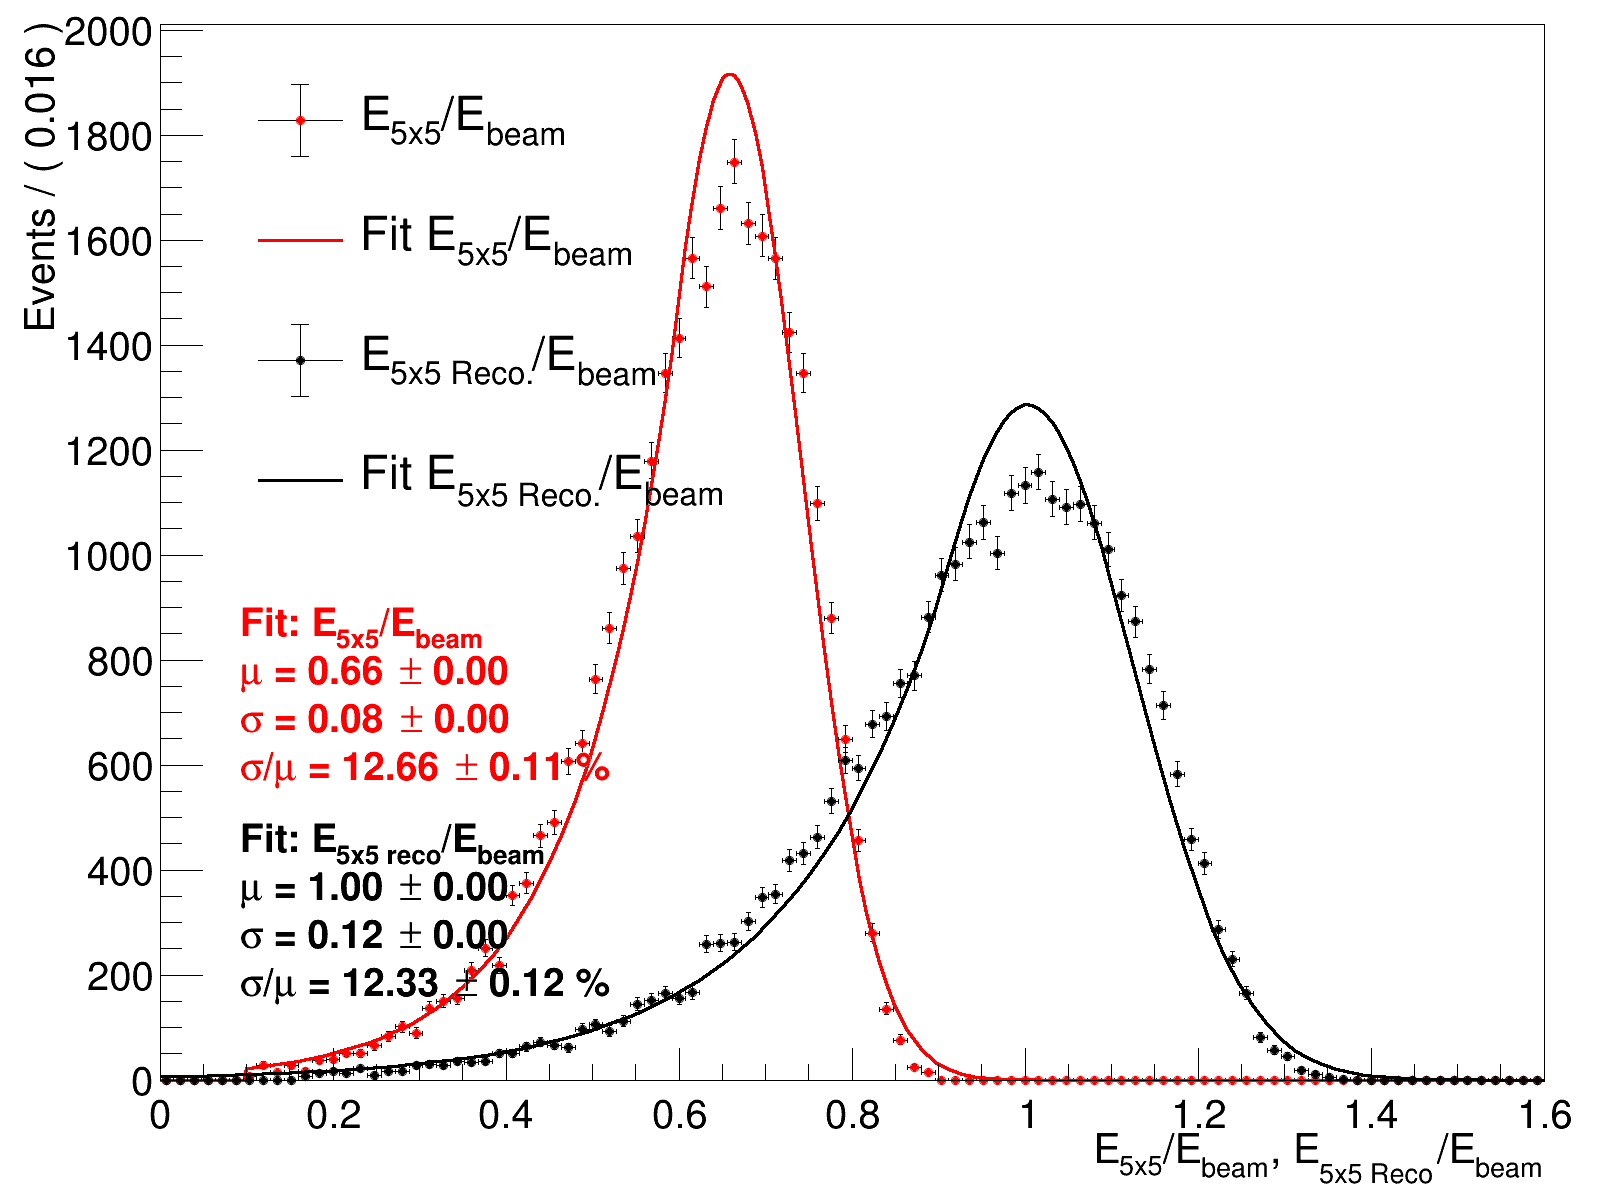 Events / ( 0.016 )
2000
1800
1600
1400
1200
1000
800
600
400
200
0
E5x5/Ebeam
Fit E5x5/Ebeam
E5x5 Reco./Ebeam
Fit E5x5 Reco./Ebeam
Fit: E5x5/Ebeam
μ = 0.66 ± 0.00
σ = 0.08 ± 0.00
σ/μ = 12.66 ± 0.11 %
Fit: E5x5 reco/Ebeam
μ = 1.00 ± 0.00
σ = 0.12 ± 0.00
σ/μ = 12.33 ± 0.12 %
0 0.2 0.4 0.6 0.8 1 1.2 1.4 1.6
E5x5/Ebeam, E5x5 Reco/Ebeam